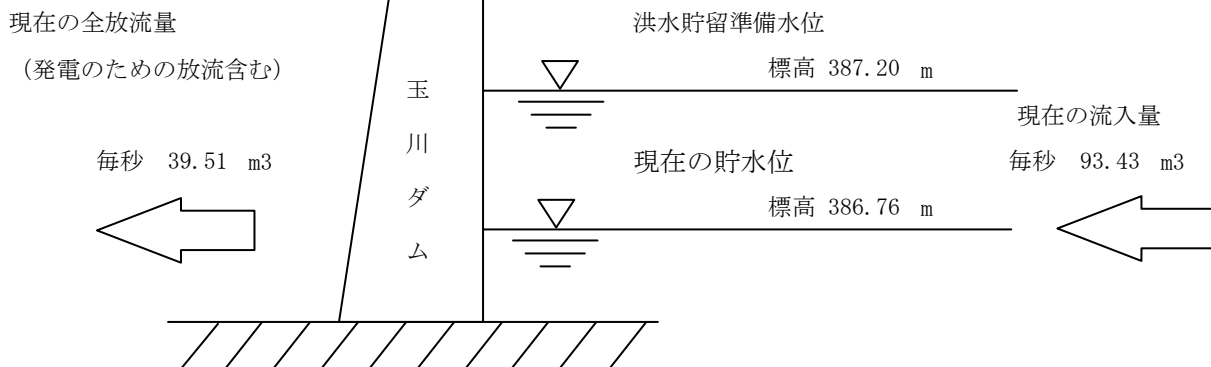 現在の全放流量
（発電のための放流含む）
毎秒 39.51 m3
玉川ダム
洪水貯留準備水位
標高 387.20 m
現在の貯水位
標高 386.76 m
現在の流入量
毎秒 93.43 m3